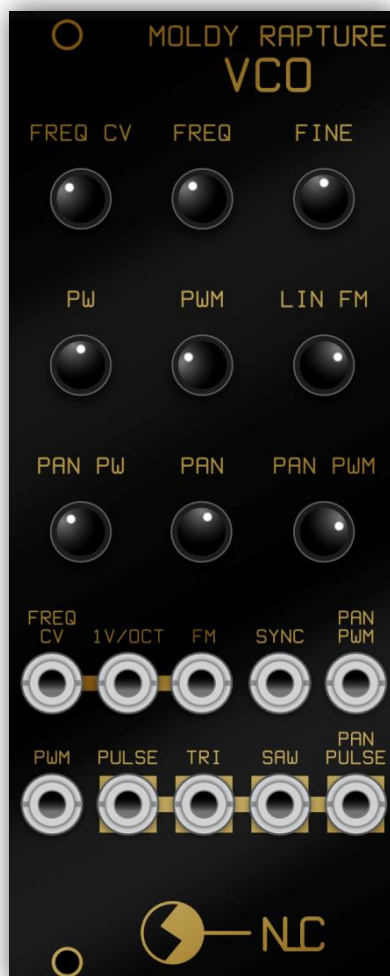 MOLDY RAPTURE
VCO
FREQ CV FREQ FINE
PW PWM LIN FM
PAN PW PAN PAN PWM
FREQ CV 1V/OCT FM SYNC PAN PWM
PWM PULSE TRI SAW PAN PULSE
NLC